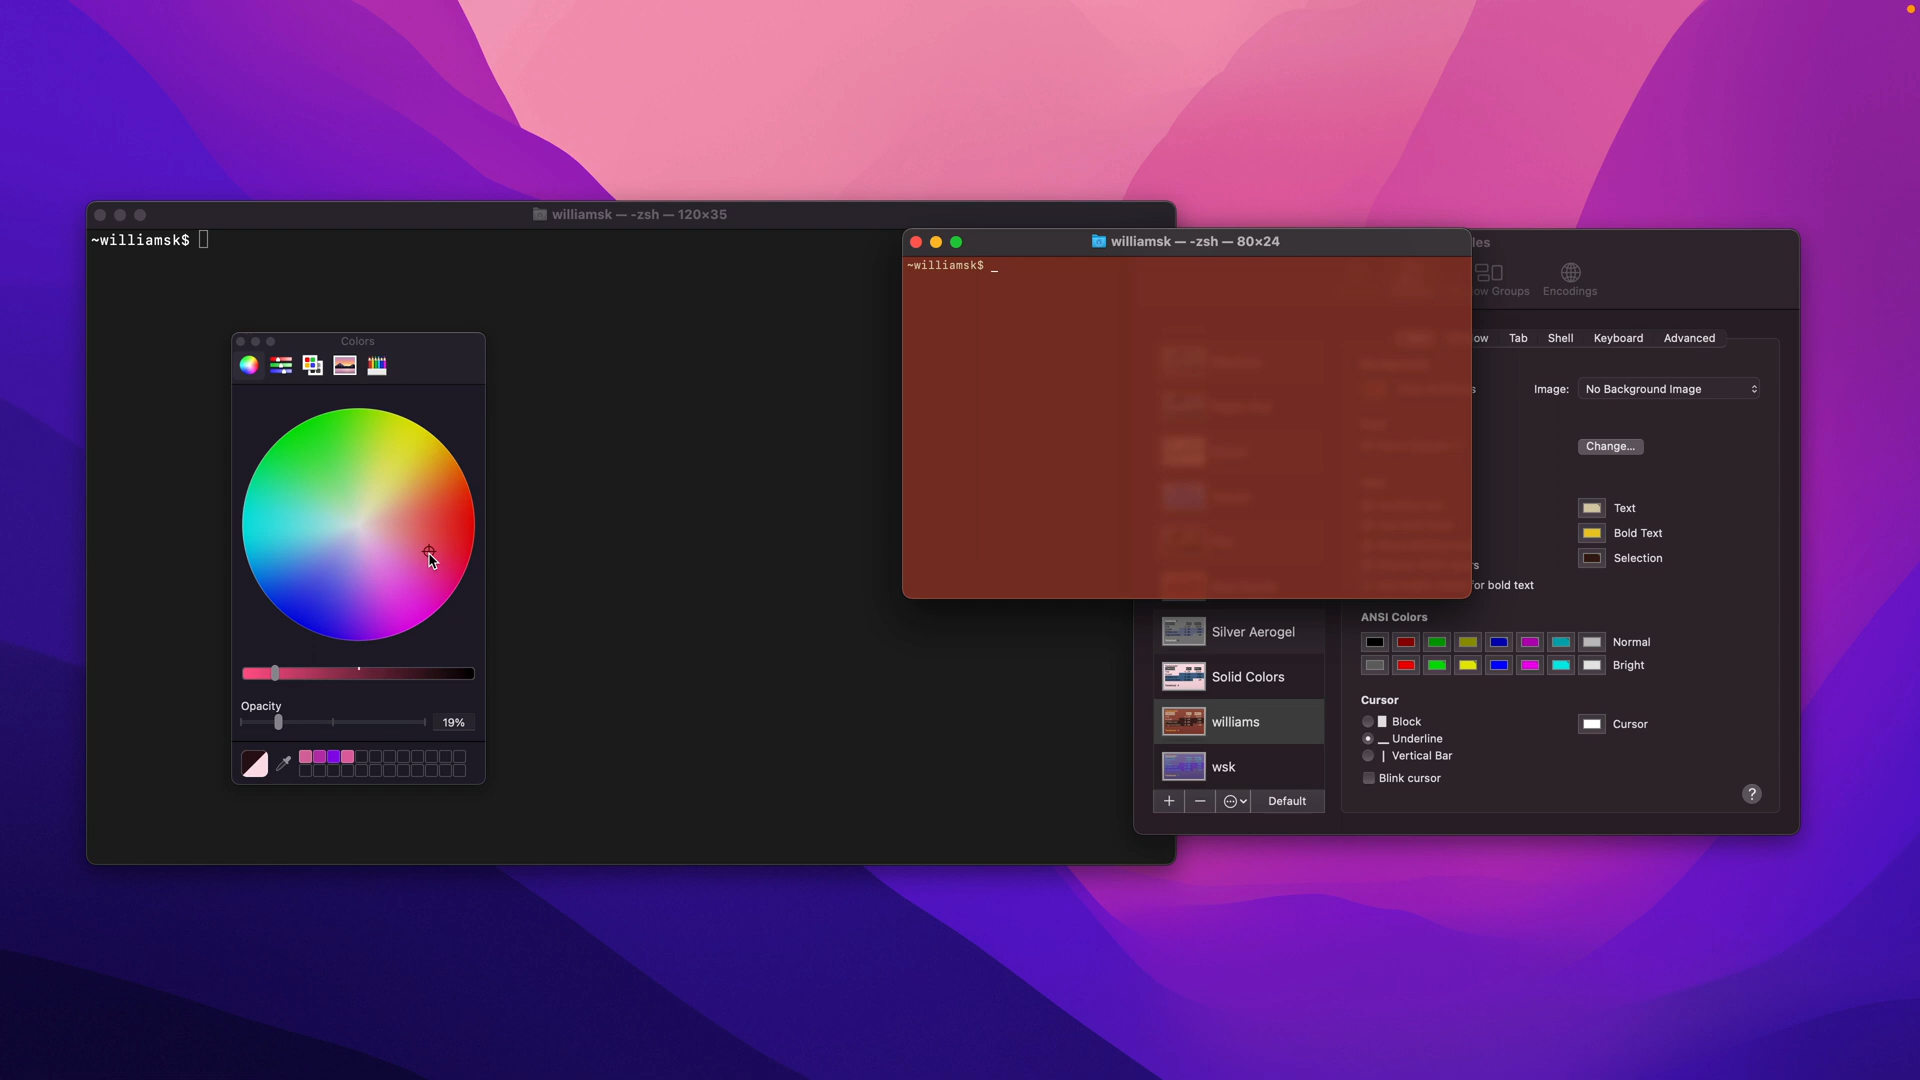 williamsk — -zsh — 120×35
~williamsk$
Colors
Opacity
19%
williamsk — -zsh — 80×24
~williamsk$ _
les
ow Groups
Encodings
ow
Tab
Shell
Keyboard
Advanced
s
Image:
No Background Image
Change...
Text
Bold Text
Selection
rs
for bold text
ANSI Colors
Normal
Bright
Cursor
Block
Underline
Vertical Bar
Blink cursor
Cursor
?
Silver Aerogel
Solid Colors
williams
wsk
Default